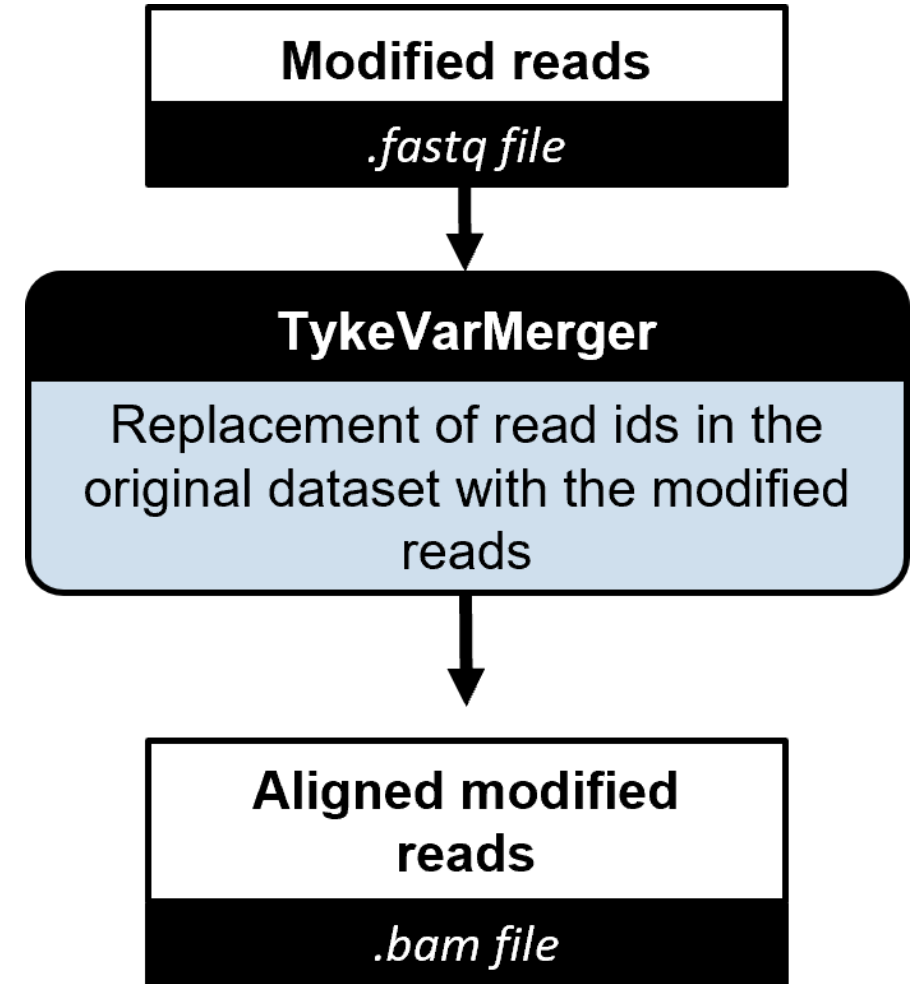 Modified reads
.fastq file
TykeVarMerger
Replacement of read ids in the
original dataset with the modified
reads
Aligned modified
reads
.bam file